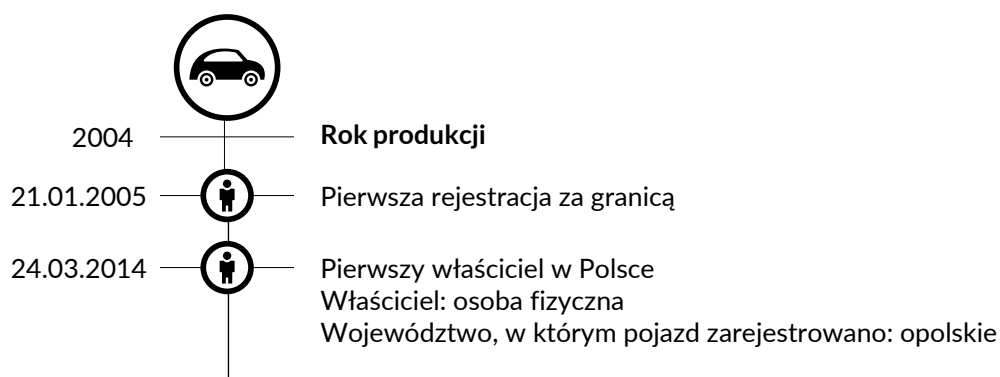 2004 Rok produkcji
21.01.2005 Pierwsza rejestracja za granicą
24.03.2014 Pierwszy właściciel w Polsce
Właściciel: osoba fizyczna
Województwo, w którym pojazd zarejestrowano: opolskie